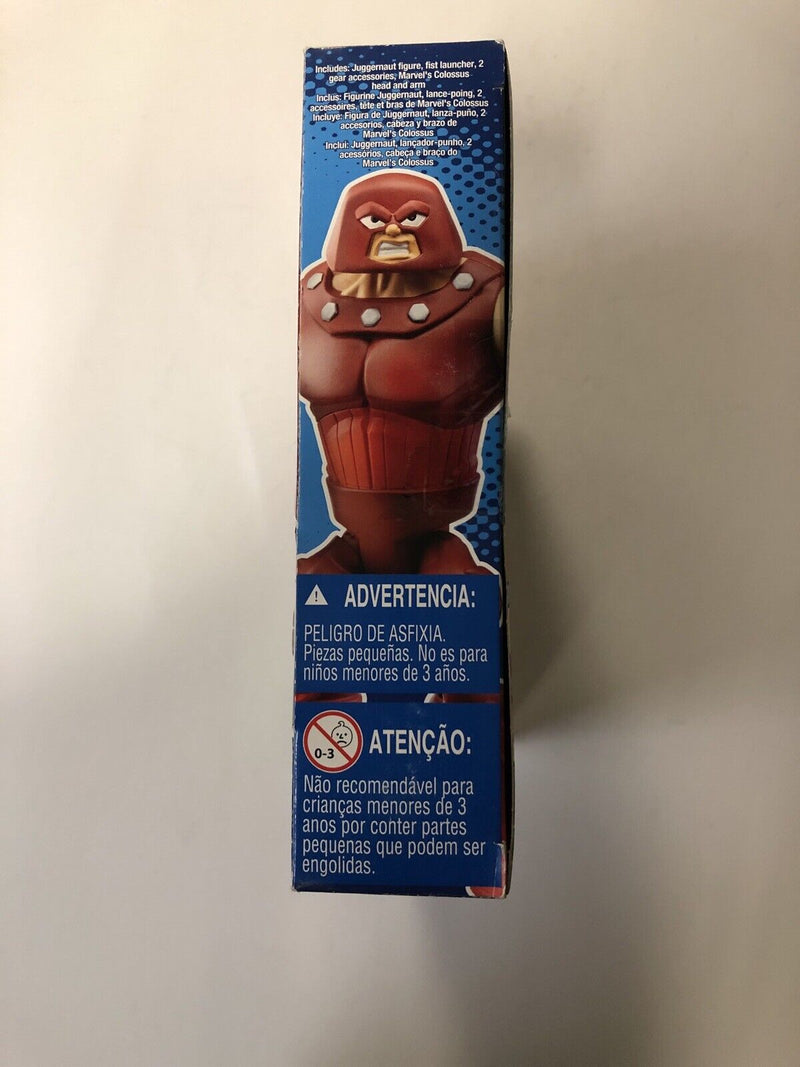 Includes: Juggernaut figure, fist launcher, 2
gear accessories, Marvel's Colossus
head and arm
Inclus: Figurine Juggernaut, lance-poing, 2
accessoires, tête et bras de Marvel's Colossus
Incluye: Figura de Juggernaut, lanza-puño, 2
accesorios, cabeza y brazo de
Marvel's Colossus
Inclui: Juggernaut, lançador-punho, 2
acessórios, cabeça e braço do
Marvel's Colossus
ADVERTENCIA:
PELIGRO DE ASFIXIA.
Piezas pequeñas. No es para
niños menores de 3 años.
0-3
ATENÇÃO:
Não recomendável para
crianças menores de 3
anos por conter partes
pequenas que podem ser
engolidas.